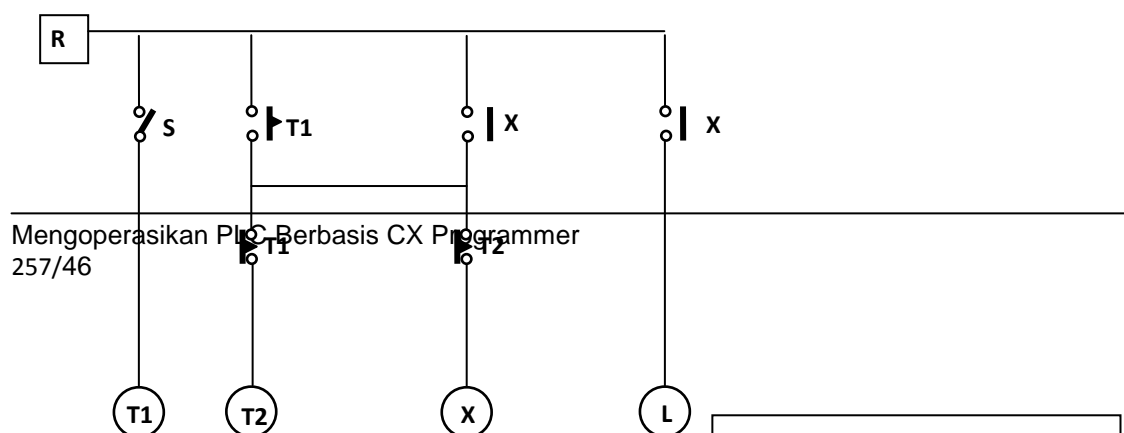 R
S
T1
X
X
Mengoperasikan PLC Berbasis CX Programmer
T1
T2
257/46
T1
T2
X
L